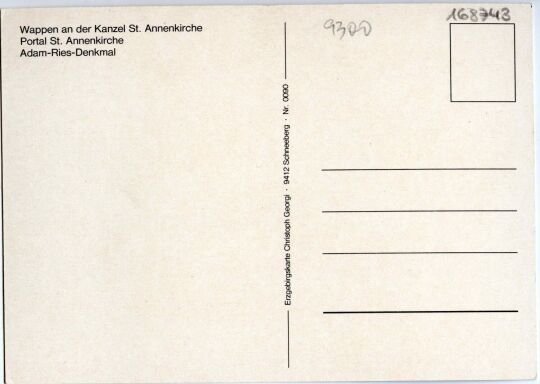 Wappen an der Kanzel St. Annenkirche
Portal St. Annenkirche
Adam-Ries-Denkmal
Erzgebirgskarte Christoph Georgi · 9412 Schneeberg · Nr. 0090
9300
168743